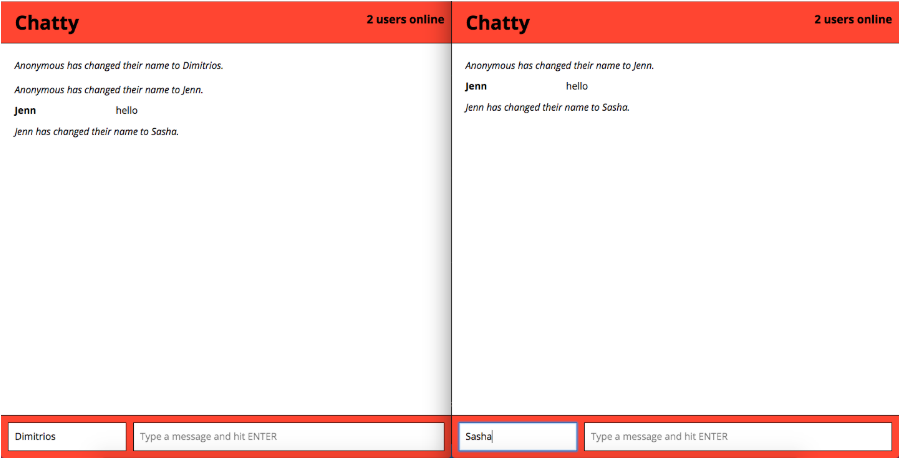 Chatty
2 users online
Anonymous has changed their name to Dimitrios.
Anonymous has changed their name to Jenn.
Jenn hello
Jenn has changed their name to Sasha.
Dimitrios
Type a message and hit ENTER
Chatty
2 users online
Anonymous has changed their name to Jenn.
Jenn hello
Jenn has changed their name to Sasha.
Sasha
Type a message and hit ENTER